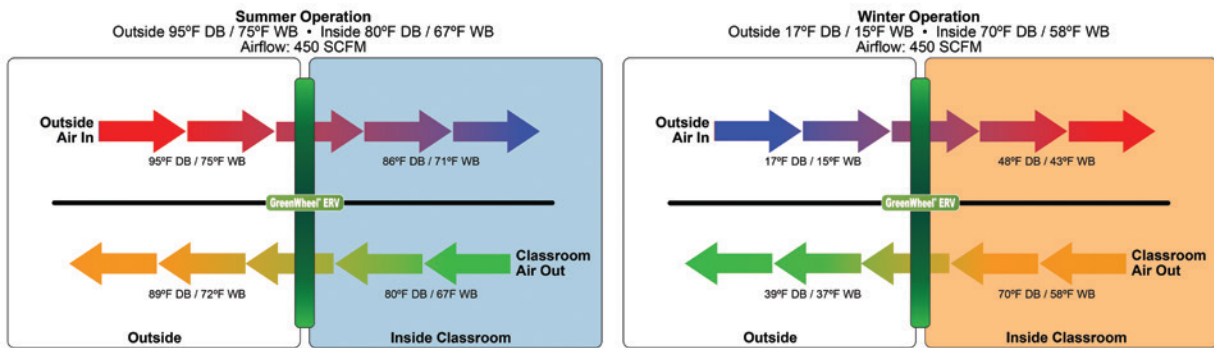 Summer Operation
Outside 95ºF DB / 75ºF WB • Inside 80ºF DB / 67ºF WB
Airflow: 450 SCFM
Outside
Air In
95ºF DB / 75ºF WB
86ºF DB / 71ºF WB
GreenWheel™ ERV
Classroom
Air Out
89ºF DB / 72ºF WB
80ºF DB / 67F WB
Outside
Inside Classroom
Winter Operation
Outside 17ºF DB / 15ºF WB • Inside 70ºF DB / 58ºF WB
Airflow: 450 SCFM
Outside
Air In
17ºF DB / 15ºF WB
48ºF DB / 43ºF WB
GreenWheel™ ERV
Classroom
Air Out
39ºF DB / 37ºF WB
70ºF DB / 58ºF WB
Outside
Inside Classroom